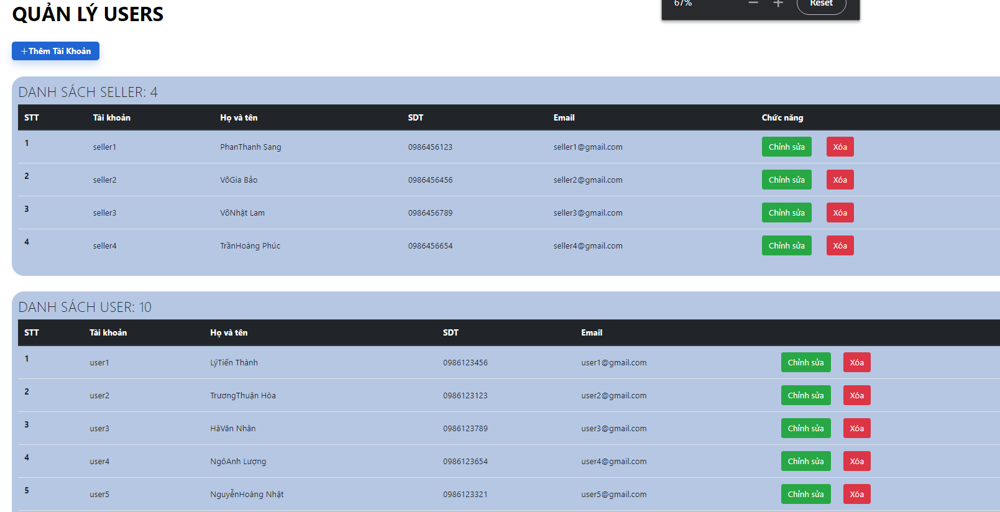 67% − + Reset
QUẢN LÝ USERS
+Thêm Tài Khoản
DANH SÁCH SELLER: 4
STT Tài khoản Họ và tên SDT Email Chức năng
1 seller1 PhanThanh Sang 0986456123 seller1@gmail.com Chỉnh sửa Xóa
2 seller2 VõGia Bảo 0986456456 seller2@gmail.com Chỉnh sửa Xóa
3 seller3 VõNhật Lam 0986456789 seller3@gmail.com Chỉnh sửa Xóa
4 seller4 TrầnHoàng Phúc 0986456654 seller4@gmail.com Chỉnh sửa Xóa
DANH SÁCH USER: 10
STT Tài khoản Họ và tên SDT Email
1 user1 LýTiến Thành 0986123456 user1@gmail.com Chỉnh sửa Xóa
2 user2 TrươngThuận Hòa 0986123123 user2@gmail.com Chỉnh sửa Xóa
3 user3 HàVăn Nhân 0986123789 user3@gmail.com Chỉnh sửa Xóa
4 user4 NgôAnh Lượng 0986123654 user4@gmail.com Chỉnh sửa Xóa
5 user5 NguyễnHoàng Nhật 0986123321 user5@gmail.com Chỉnh sửa Xóa